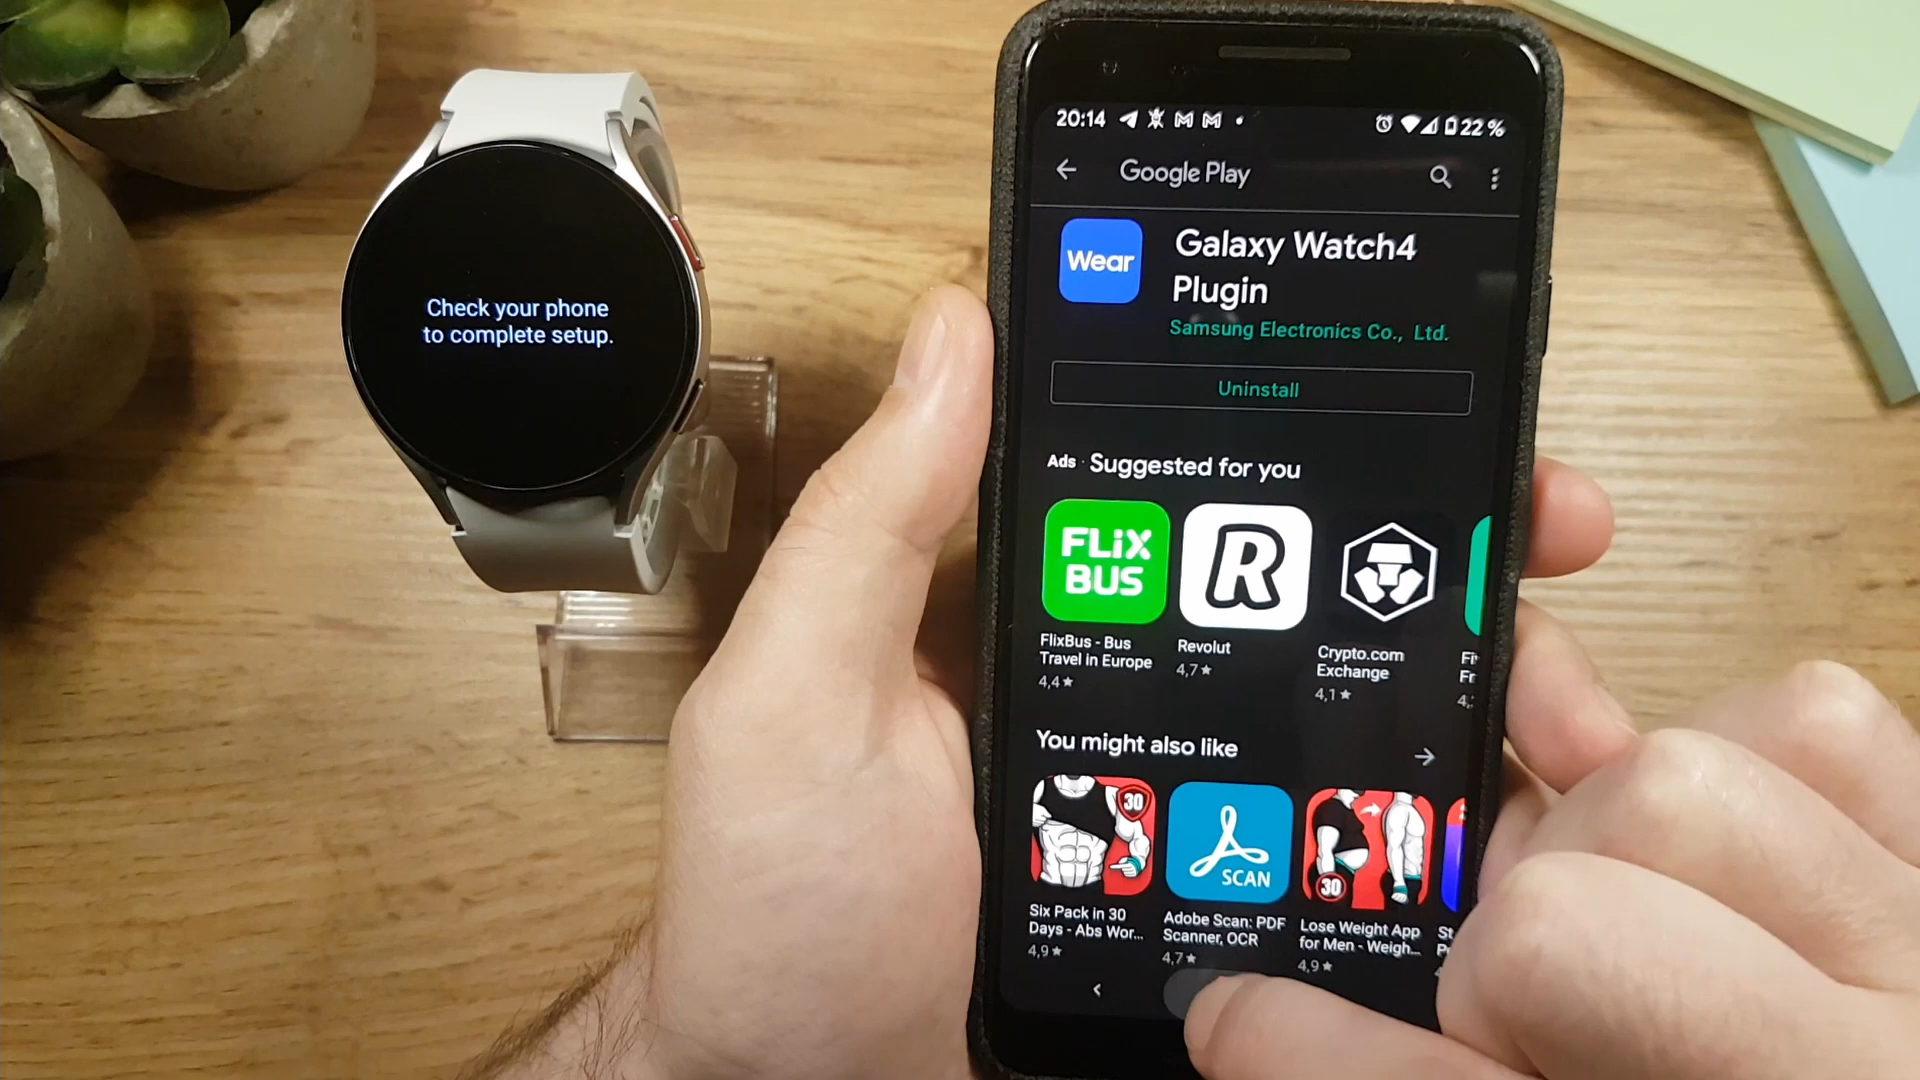 Check your phone
to complete setup.
20:14
22 %
Google Play
Wear
Galaxy Watch4
Plugin
Samsung Electronics Co., Ltd.
Uninstall
Ads · Suggested for you
FLiX
BUS
R
FlixBus - Bus
Travel in Europe
4,4★
Revolut
4,7★
Crypto.com
Exchange
4,1★
Fr
4,
You might also like
30
SCAN
30
Six Pack in 30
Days - Abs Wor...
4,9★
Adobe Scan: PDF
Scanner, OCR
4,7★
Lose Weight App
for Men - Weigh...
4,9★
St